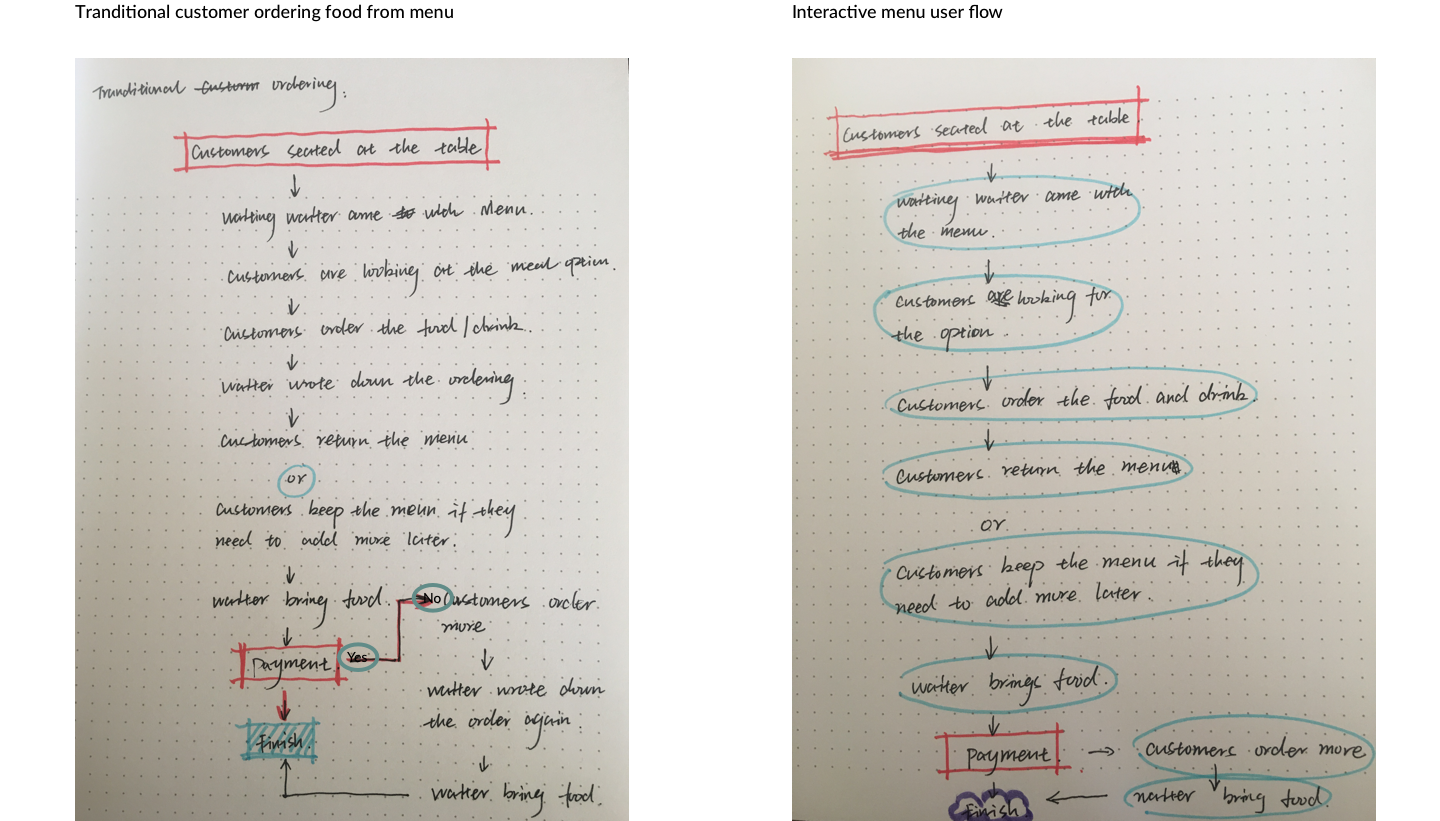 Tranditional customer ordering food from menu
Tranditional Custom ordering.
Customers seated at the table
Waiting waiter came to with Menu.
Customers are looking at the meal option.
Customers order the food/drink.
waiter wrote down the ordering.
Customers return the menu
or
Customers keep the menu if they
need to add more later.
waiter bring food.
No
Customers order
more
Payment
Yes
waiter wrote down
the order again.
Finish.
waiter bring food.
Interactive menu user flow
Customers seated at the table
waiting waiter came with
the menu.
Customers are looking for
the option.
Customers order the food and drink.
Customers return the menu
or
Customers keep the menu if they
need to add more later.
waiter brings food.
Payment
Customers order more
Finish
waiter bring food.